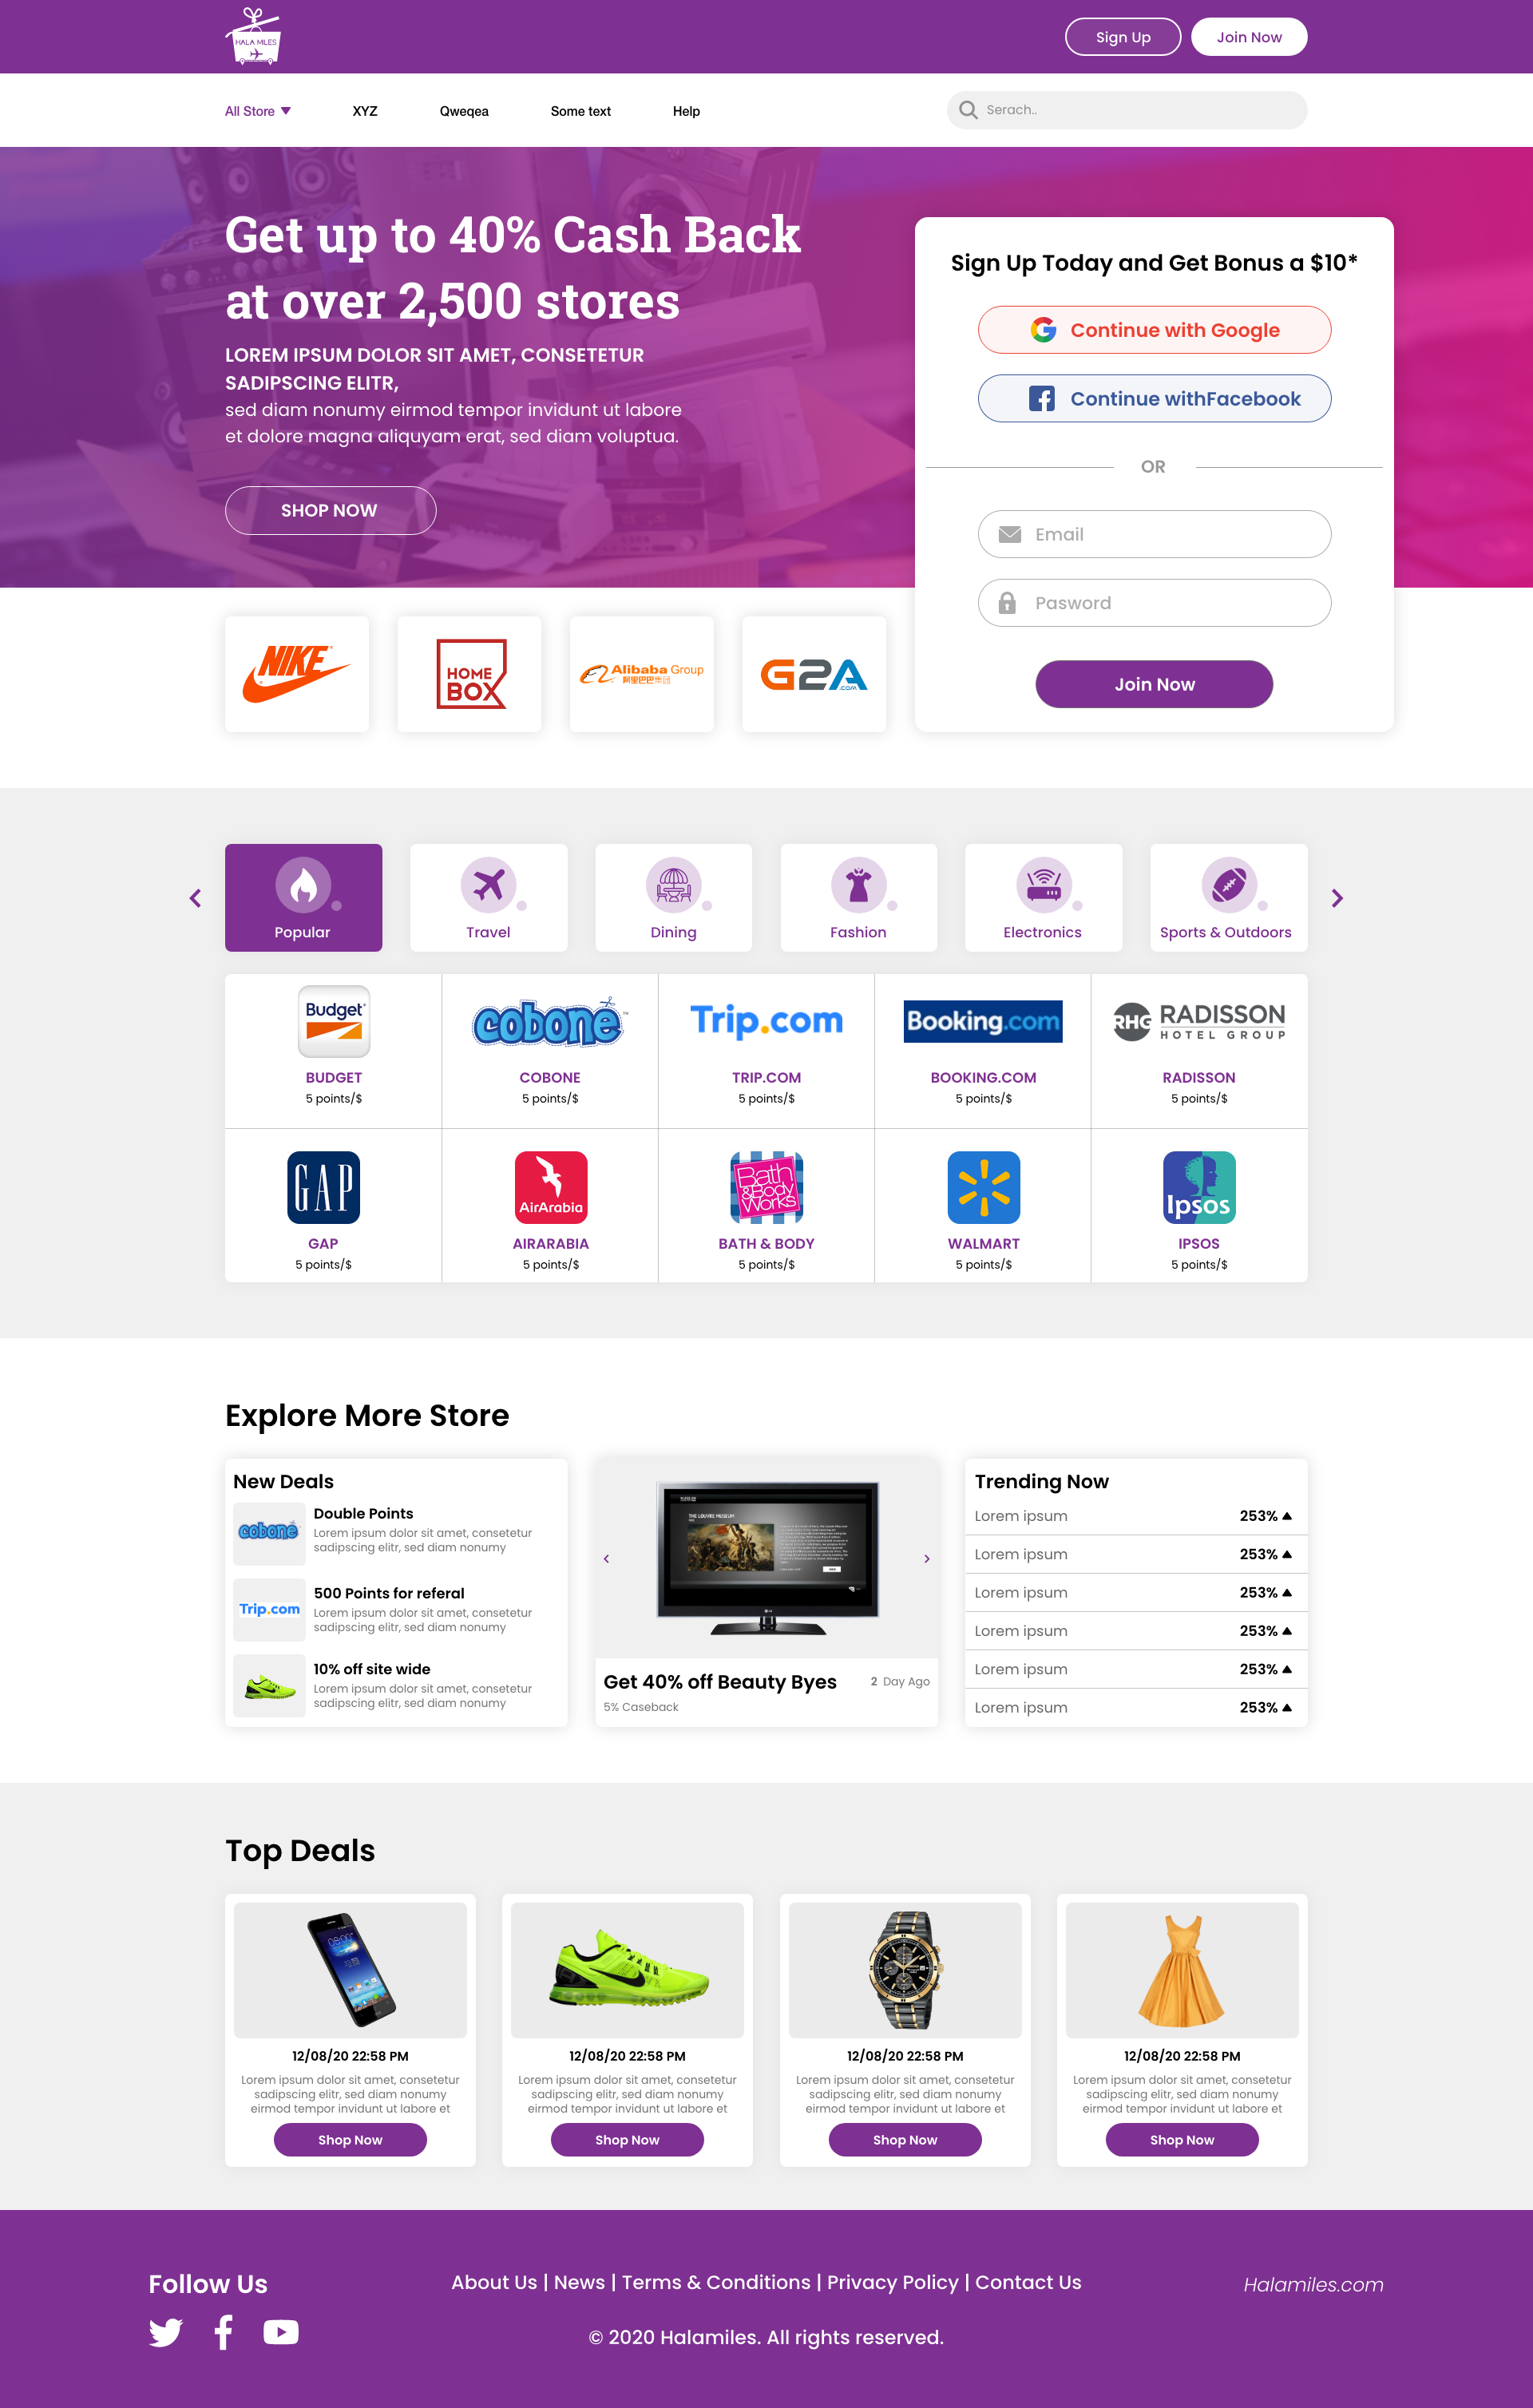 HALA MILES
Sign Up
Join Now
All Store
XYZ
Qweqea
Some text
Help
Serach..
Get up to 40% Cash Back
at over 2,500 stores
LOREM IPSUM DOLOR SIT AMET, CONSETETUR
SADIPSCING ELITR,
sed diam nonumy eirmod tempor invidunt ut labore
et dolore magna aliquyam erat, sed diam voluptua.
SHOP NOW
Sign Up Today and Get Bonus a $10*
Continue with Google
Continue withFacebook
OR
Email
Pasword
Join Now
NIKE
HOME
BOX
Alibaba Group
阿里巴巴集团
G2A
.COM
Popular
Travel
Dining
Fashion
Electronics
Sports & Outdoors
Budget
BUDGET
5 points/$
cobone
COBONE
5 points/$
Trip.com
TRIP.COM
5 points/$
Booking.com
BOOKING.COM
5 points/$
RHG RADISSON
HOTEL GROUP
RADISSON
5 points/$
GAP
GAP
5 points/$
AirArabia
AIRARABIA
5 points/$
Bath
&Body
Works
BATH & BODY
5 points/$
WALMART
5 points/$
Ipsos
IPSOS
5 points/$
Explore More Store
New Deals
cobone
Double Points
Lorem ipsum dolor sit amet, consetetur
sadipscing elitr, sed diam nonumy
Trip.com
500 Points for referal
Lorem ipsum dolor sit amet, consetetur
sadipscing elitr, sed diam nonumy
10% off site wide
Lorem ipsum dolor sit amet, consetetur
sadipscing elitr, sed diam nonumy
THE LOUVRE MUSEUM
LG
Get 40% off Beauty Byes
2 Day Ago
5% Caseback
Trending Now
Lorem ipsum 253%
Lorem ipsum 253%
Lorem ipsum 253%
Lorem ipsum 253%
Lorem ipsum 253%
Lorem ipsum 253%
Top Deals
12/08/20 22:58 PM
Lorem ipsum dolor sit amet, consetetur
sadipscing elitr, sed diam nonumy
eirmod tempor invidunt ut labore et
Shop Now
12/08/20 22:58 PM
Lorem ipsum dolor sit amet, consetetur
sadipscing elitr, sed diam nonumy
eirmod tempor invidunt ut labore et
Shop Now
12/08/20 22:58 PM
Lorem ipsum dolor sit amet, consetetur
sadipscing elitr, sed diam nonumy
eirmod tempor invidunt ut labore et
Shop Now
12/08/20 22:58 PM
Lorem ipsum dolor sit amet, consetetur
sadipscing elitr, sed diam nonumy
eirmod tempor invidunt ut labore et
Shop Now
Follow Us
About Us | News | Terms & Conditions | Privacy Policy | Contact Us
Halamiles.com
© 2020 Halamiles. All rights reserved.